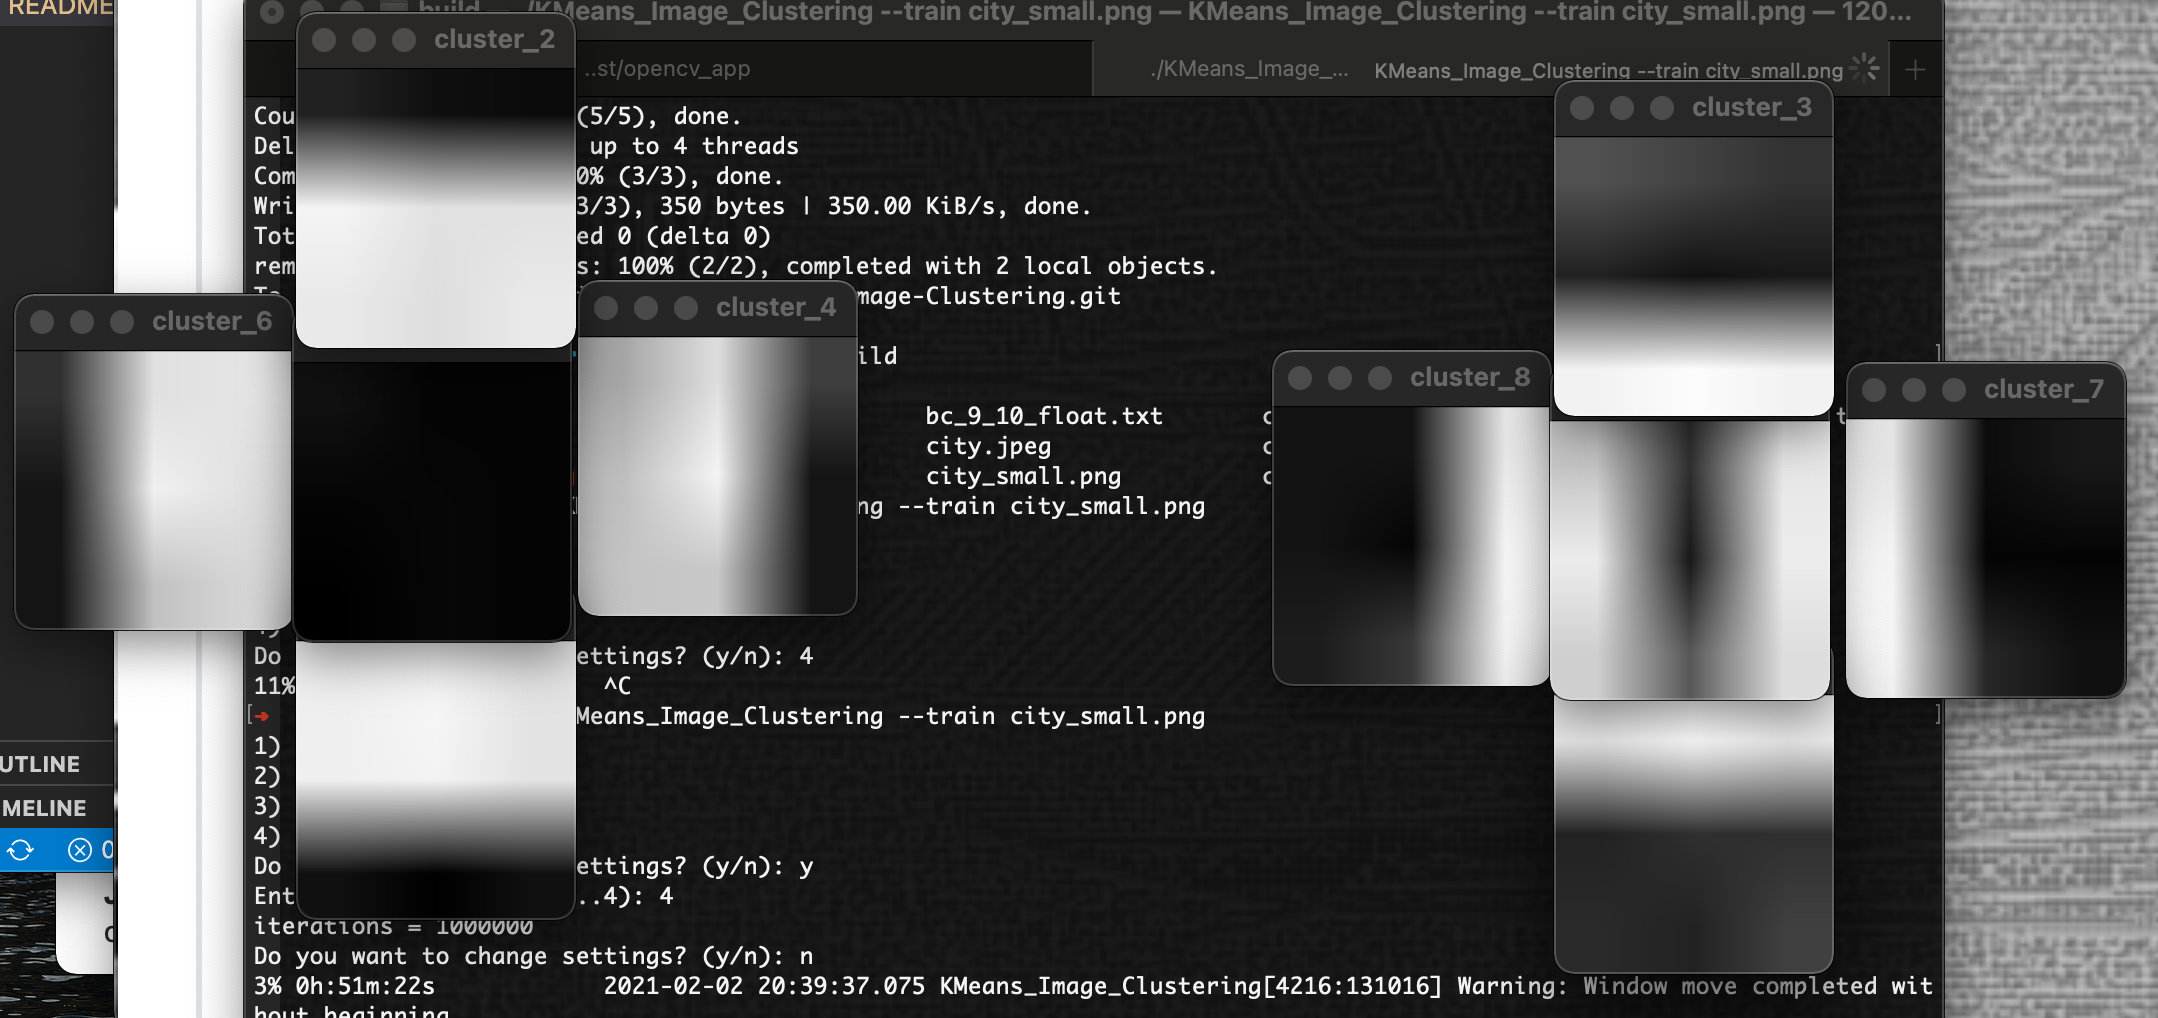 README
build — ./KMeans_Image_Clustering --train city_small.png — KMeans_Image_Clustering --train city_small.png — 120...
..st/opencv_app
./KMeans_Image_...
KMeans_Image_Clustering --train city_small.png
cluster_2
cluster_3
Cou (5/5), done.
Del up to 4 threads
Com 0% (3/3), done.
Wri 3/3), 350 bytes | 350.00 KiB/s, done.
Tot ed 0 (delta 0)
rem s: 100% (2/2), completed with 2 local objects.
To mage-Clustering.git
cluster_6
cluster_4
ild
cluster_8
cluster_7
bc_9_10_float.txt c t
city.jpeg c
city_small.png c
ng --train city_small.png
Do ettings? (y/n): 4
11% ^C
[➜ Means_Image_Clustering --train city_small.png ]
1)
2)
3)
4)
UTLINE
MELINE
0
Do ettings? (y/n): y
Ent ..4): 4
iterations = 1000000
Do you want to change settings? (y/n): n
3% 0h:51m:22s 2021-02-02 20:39:37.075 KMeans_Image_Clustering[4216:131016] Warning: Window move completed wit
hout beginning